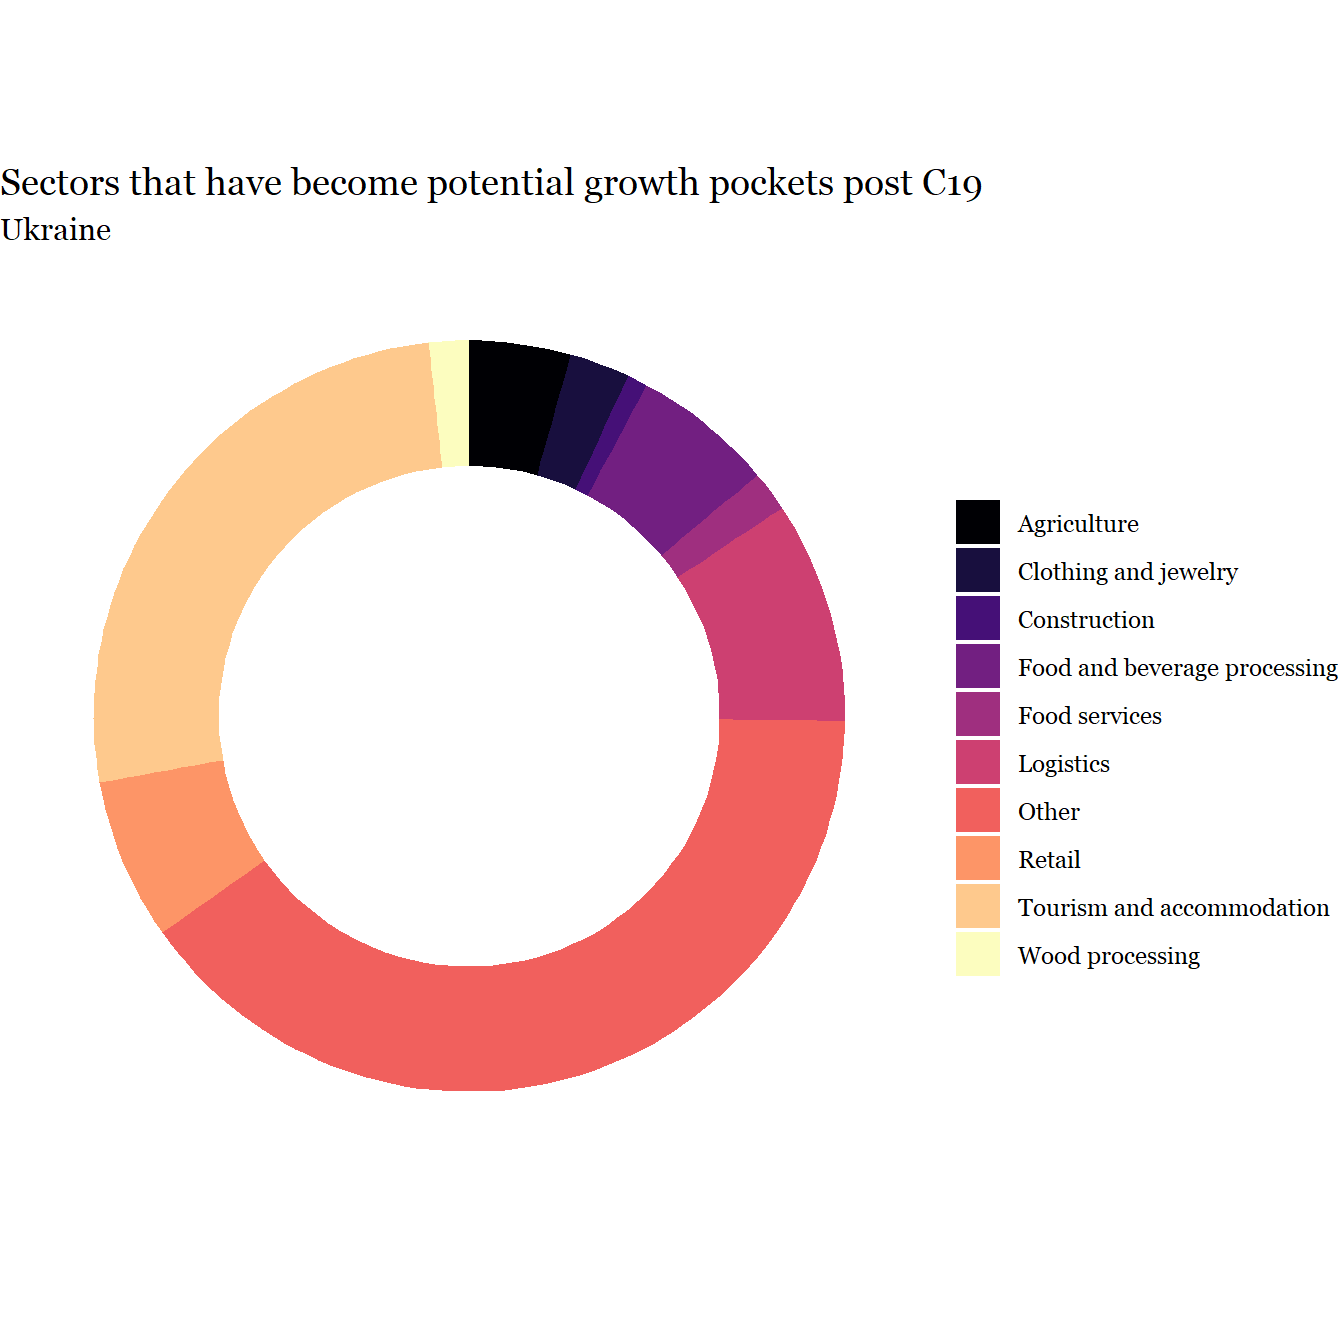 Sectors that have become potential growth pockets post C19
Ukraine
Agriculture
Clothing and jewelry
Construction
Food and beverage processing
Food services
Logistics
Other
Retail
Tourism and accommodation
Wood processing